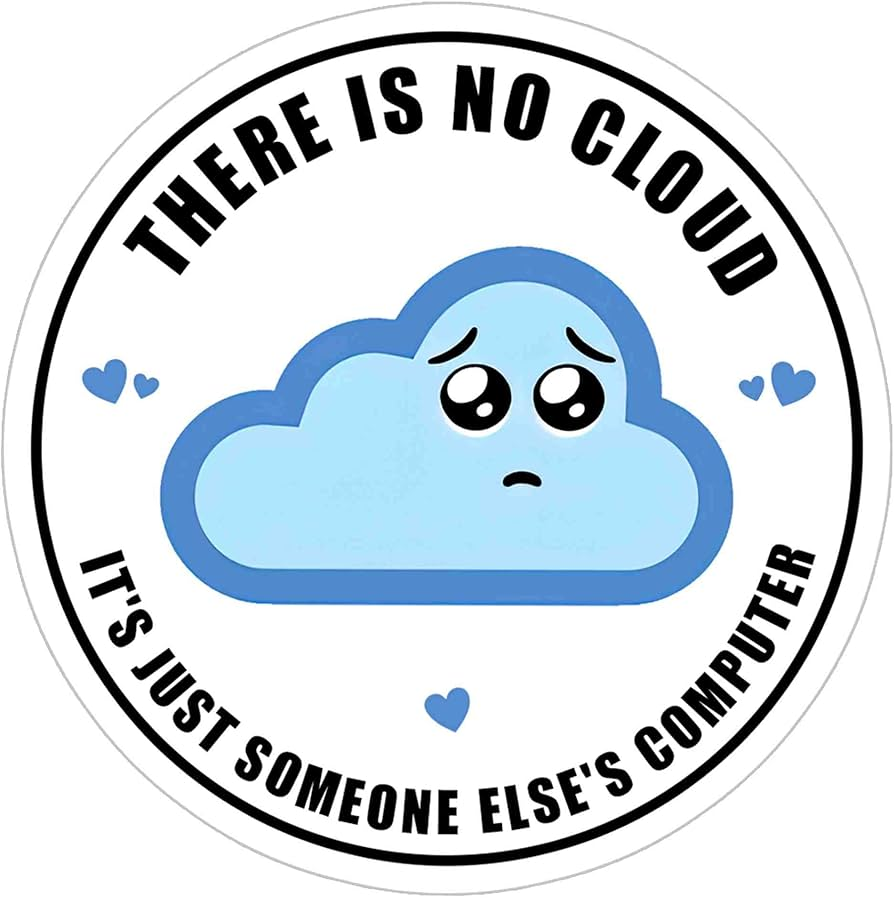 THERE IS NO CLOUD
IT'S JUST SOMEONE ELSE'S COMPUTER